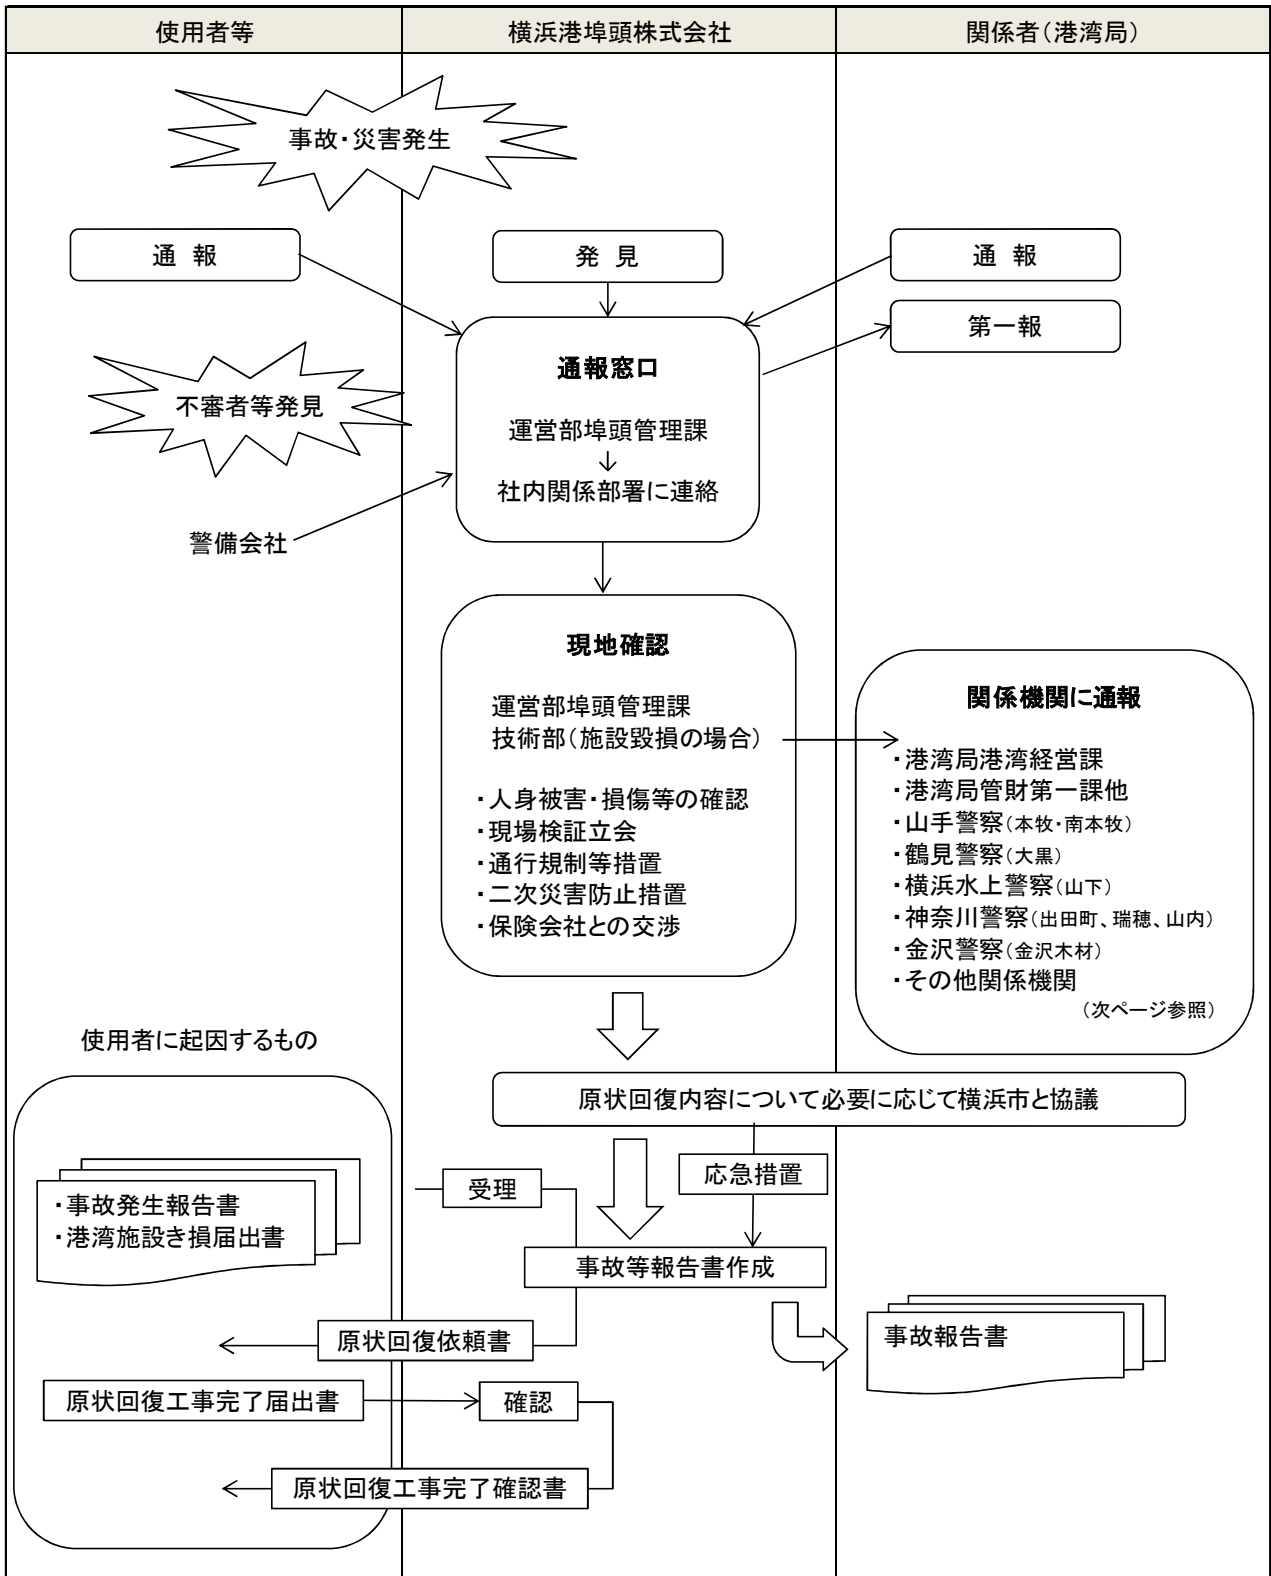 使用者等
横浜港埠頭株式会社
関係者(港湾局)
事故・災害発生
通 報
発 見
通 報
第一報
通報窓口
運営部埠頭管理課
↓
社内関係部署に連絡
不審者等発見
警備会社
現地確認
運営部埠頭管理課
技術部(施設毀損の場合)
・人身被害・損傷等の確認
・現場検証立会
・通行規制等措置
・二次災害防止措置
・保険会社との交渉
関係機関に通報
・港湾局港湾経営課
・港湾局管財第一課他
・山手警察(本牧・南本牧)
・鶴見警察(大黒)
・横浜水上警察(山下)
・神奈川警察(出田町、瑞穂、山内)
・金沢警察(金沢木材)
・その他関係機関
(次ページ参照)
使用者に起因するもの
原状回復内容について必要に応じて横浜市と協議
・事故発生報告書
・港湾施設き損届出書
受理
応急措置
事故等報告書作成
原状回復依頼書
事故報告書
原状回復工事完了届出書
確認
原状回復工事完了確認書